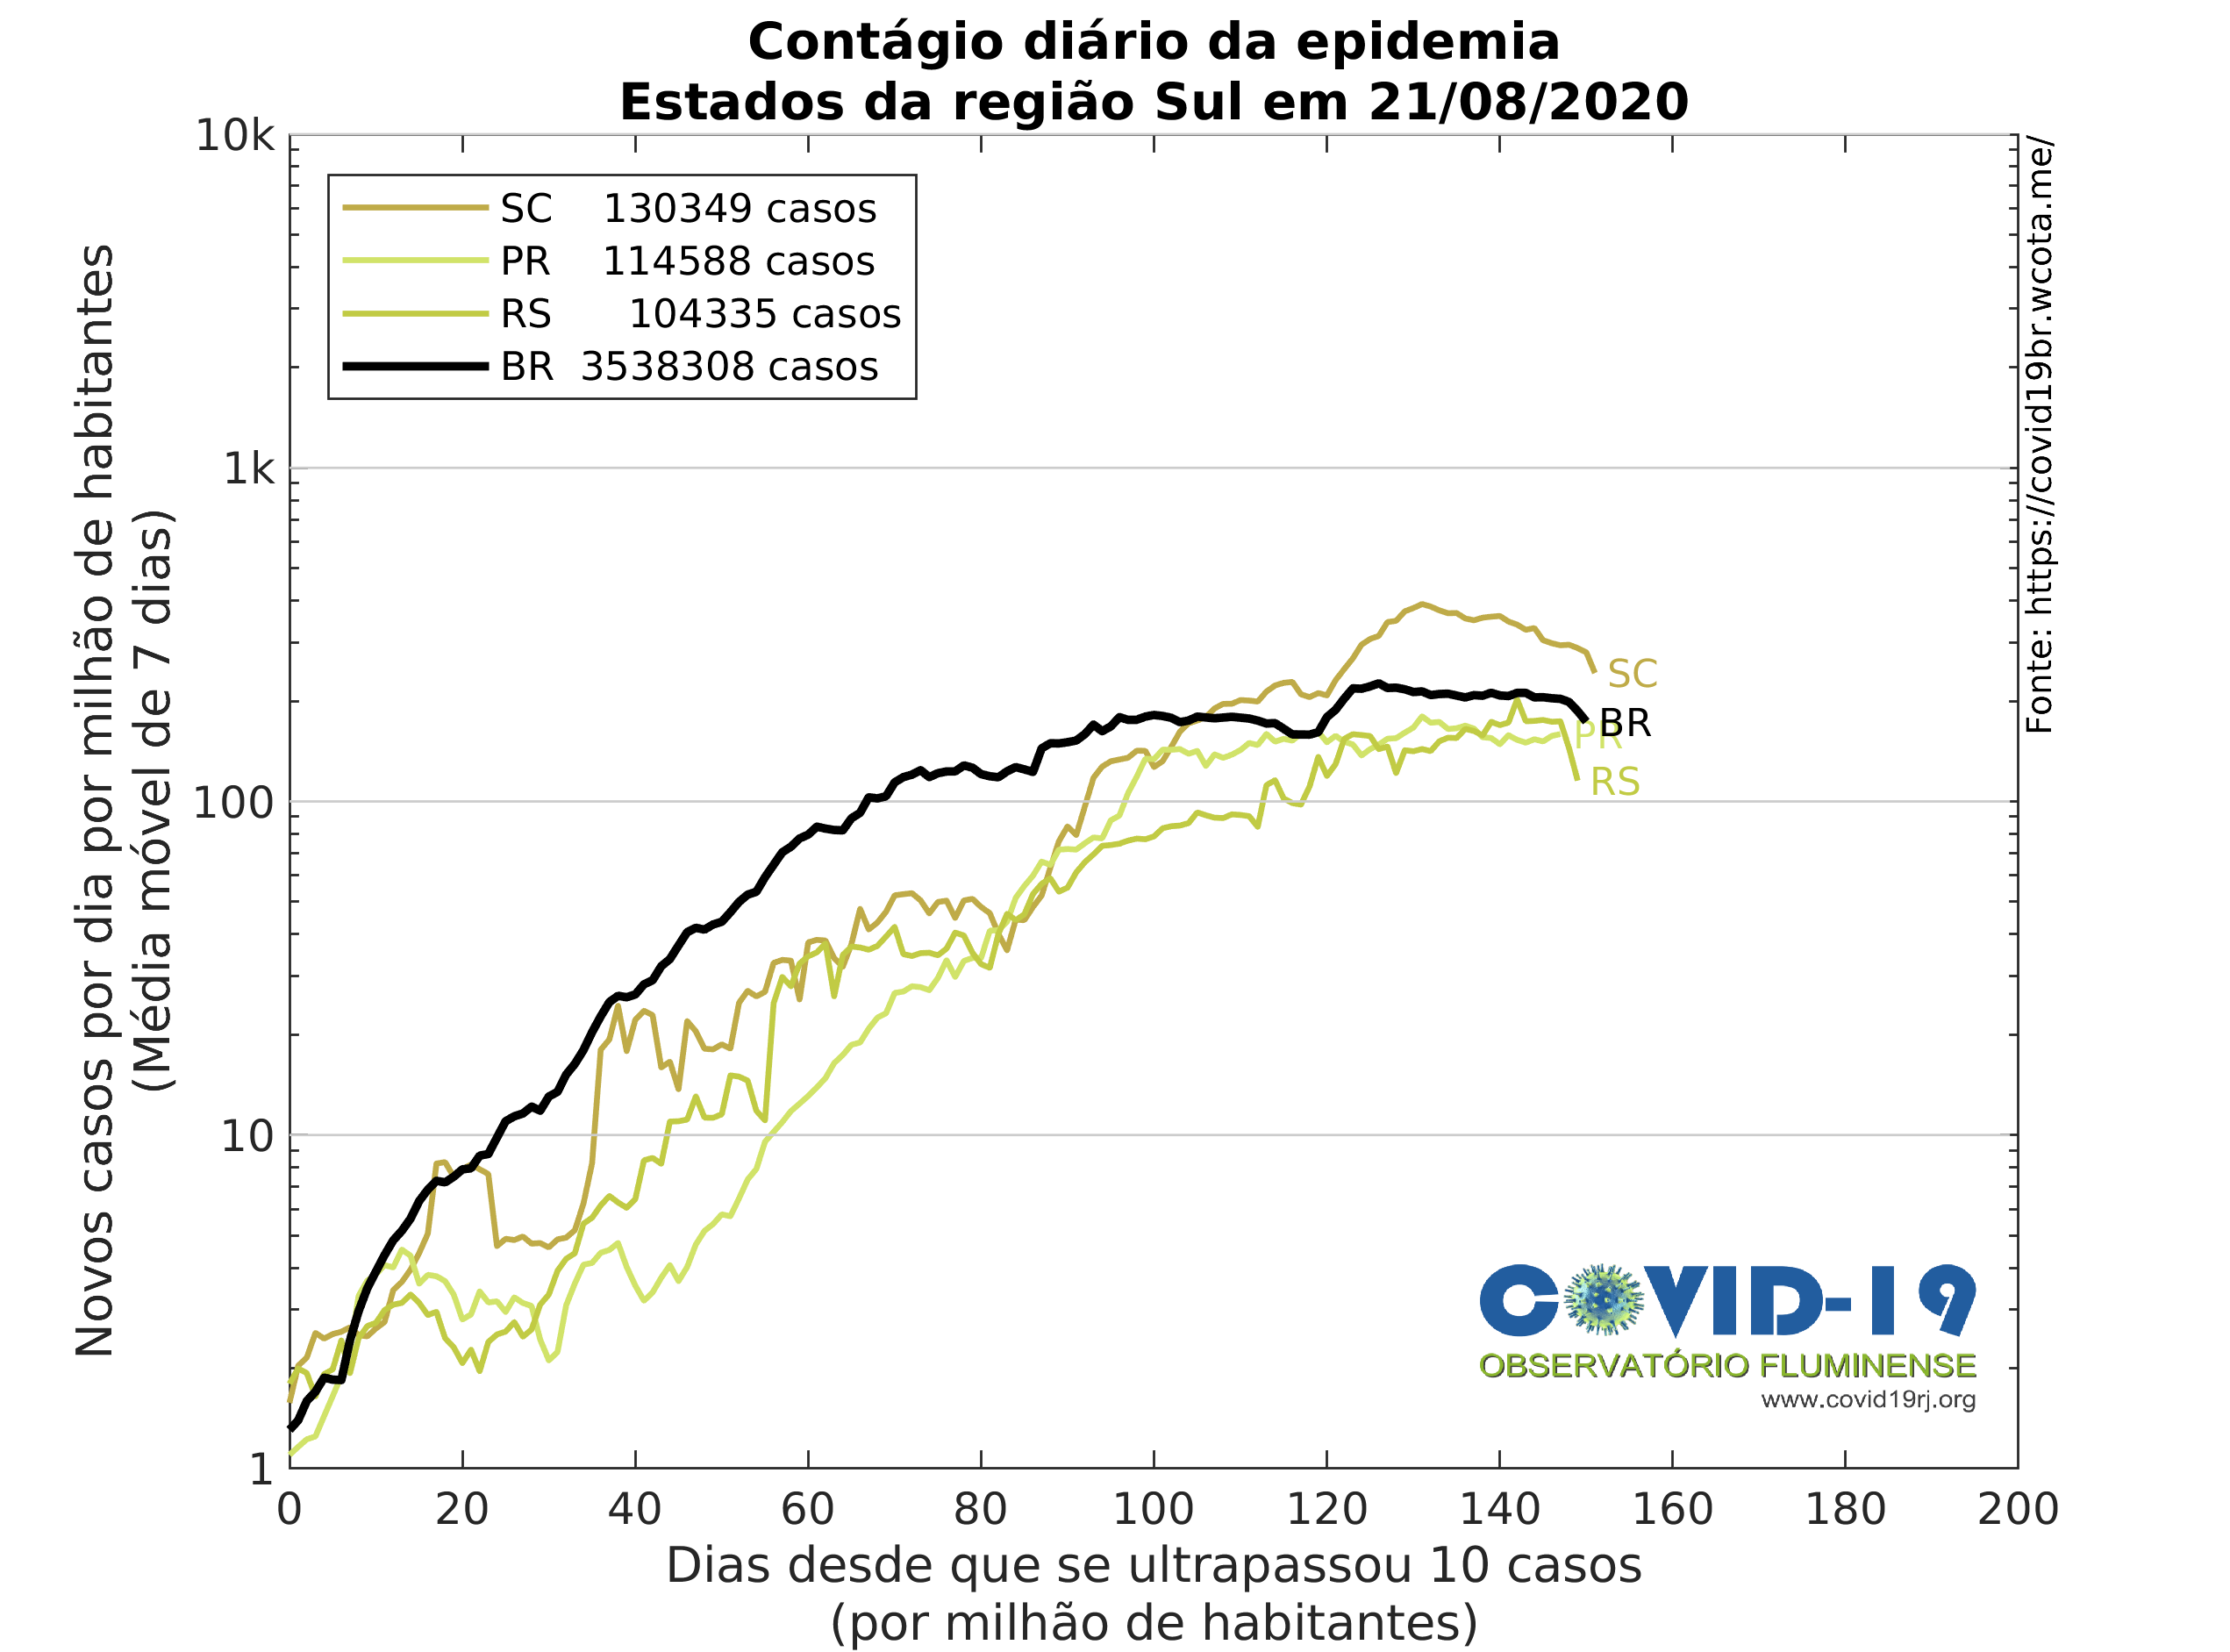 Contágio diário da epidemia
Estados da região Sul em 21/08/2020
10k
1k
100
10
1
Novos casos por dia por milhão de habitantes
(Média móvel de 7 dias)
SC 130349 casos
PR 114588 casos
RS 104335 casos
BR 3538308 casos
SC
BR
PR
RS
Fonte: https://covid19br.wcota.me/
COVID-19
OBSERVATÓRIO FLUMINENSE
www.covid19rj.org
0 20 40 60 80 100 120 140 160 180 200
Dias desde que se ultrapassou 10 casos
(por milhão de habitantes)